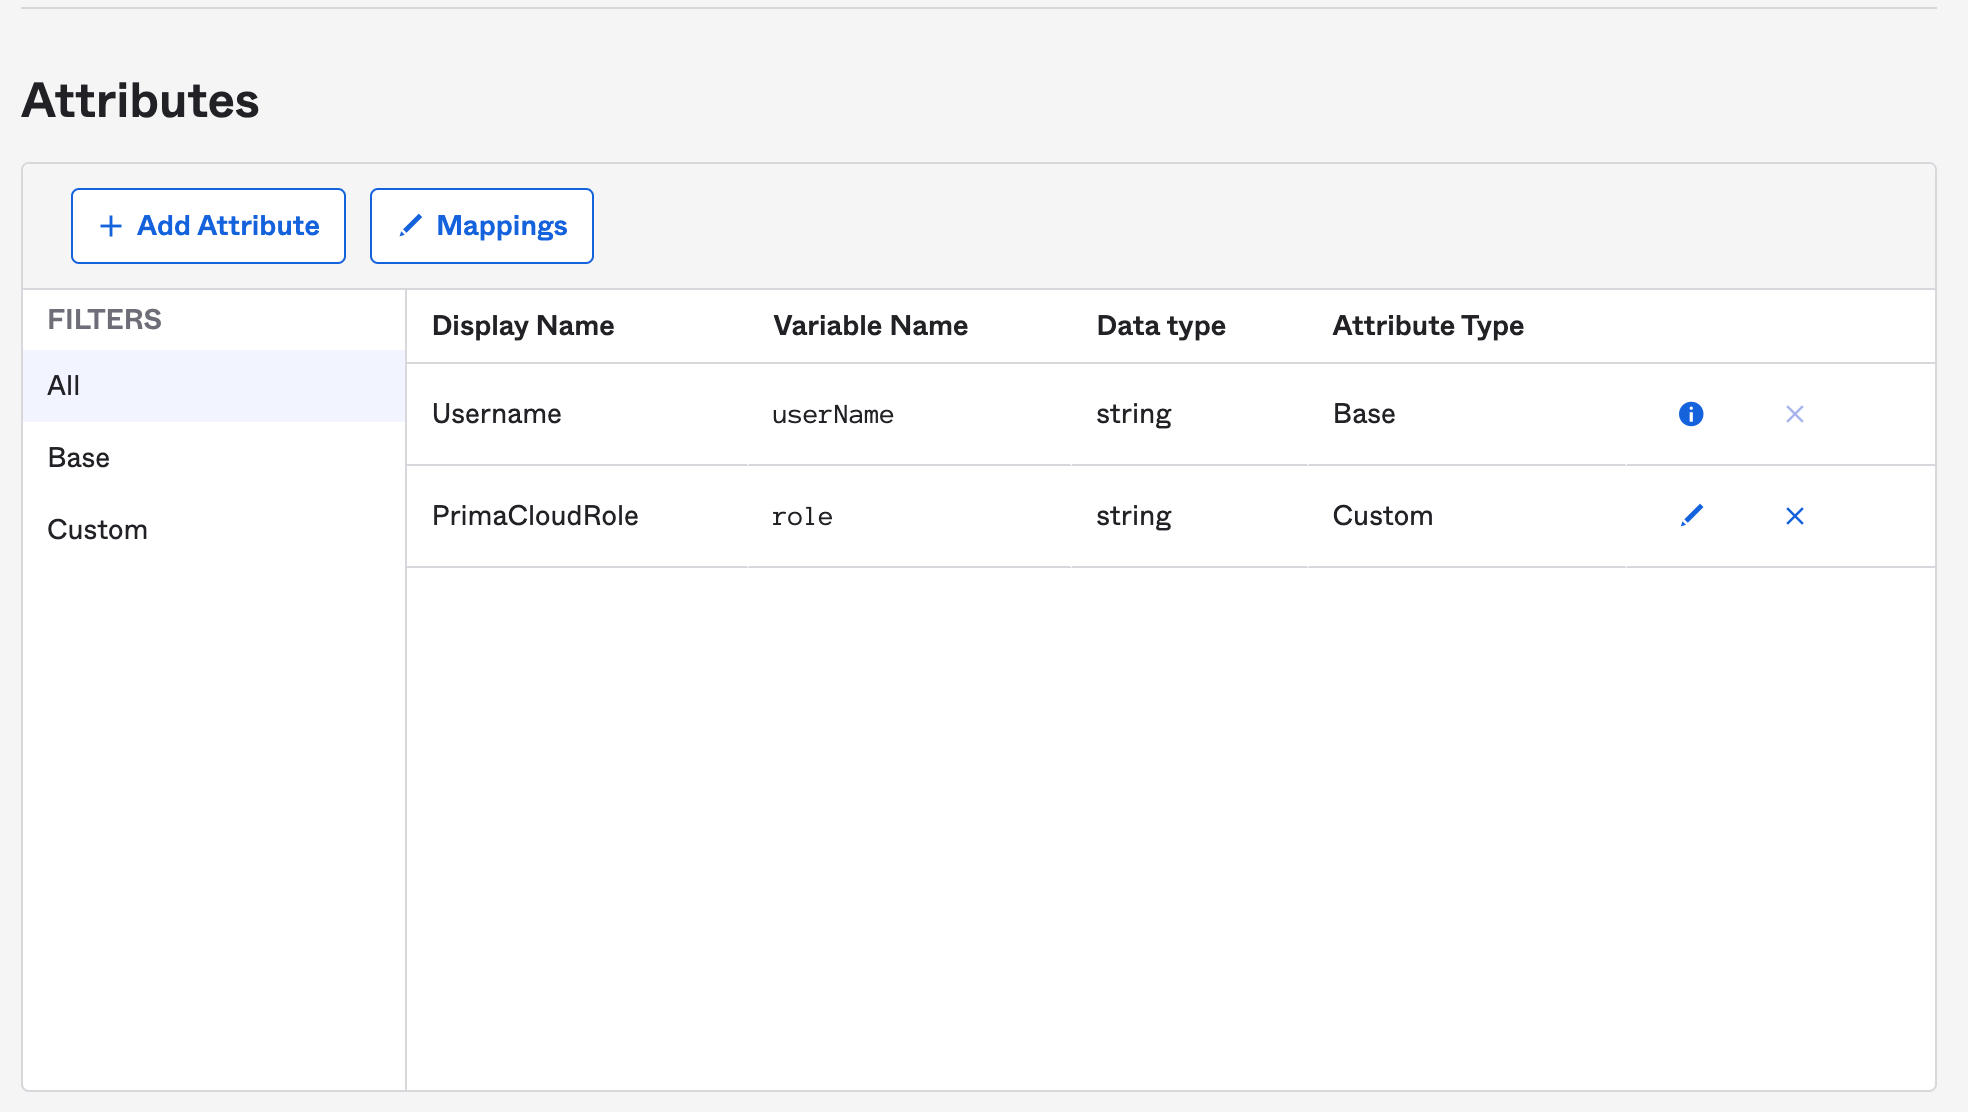 Attributes
Add Attribute
Mappings
FILTERS
All
Base
Custom
Display Name Variable Name Data type Attribute Type
Username userName string Base
PrimaCloudRole role string Custom